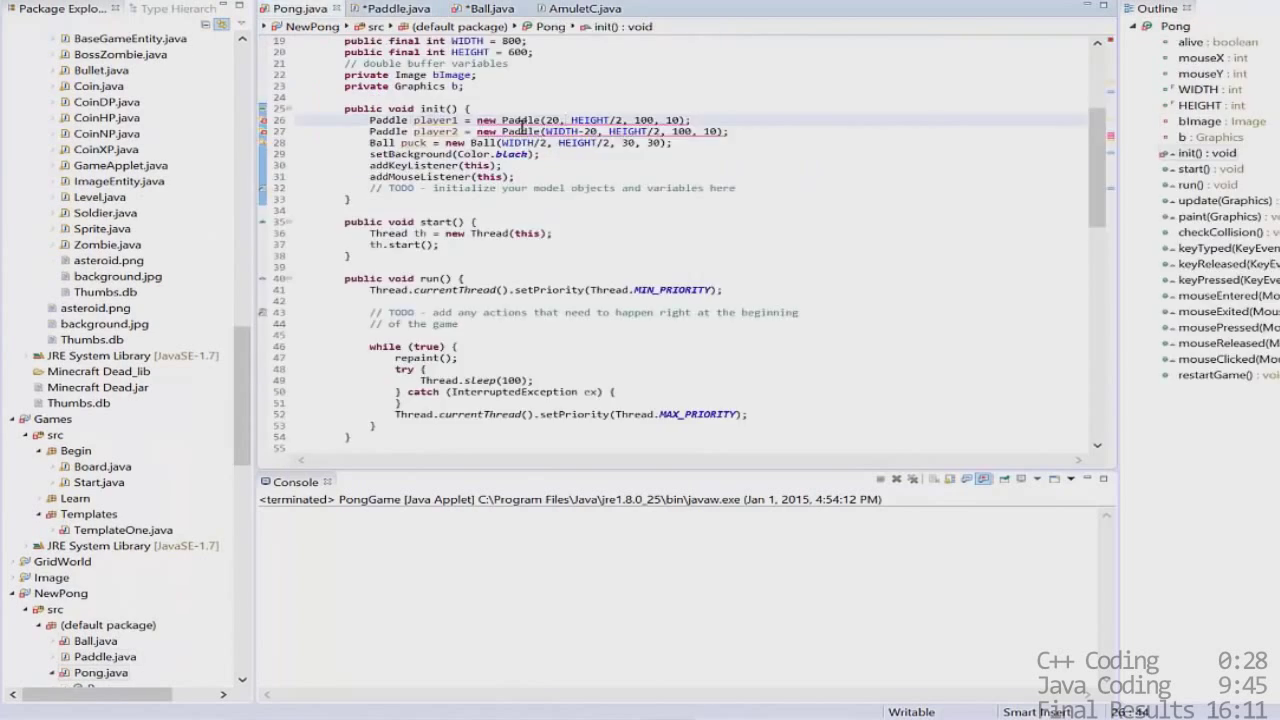 Package Explo...
Type Hierarch
BaseGameEntity.java
BossZombie.java
Bullet.java
Coin.java
CoinDP.java
CoinHP.java
CoinNP.java
CoinXP.java
GameApplet.java
ImageEntity.java
Level.java
Soldier.java
Sprite.java
Zombie.java
asteroid.png
background.jpg
Thumbs.db
asteroid.png
background.jpg
Thumbs.db
JRE System Library [JavaSE-1.7]
Minecraft Dead_lib
Minecraft Dead.jar
Thumbs.db
Games
src
Begin
Board.java
Start.java
Learn
Templates
TemplateOne.java
JRE System Library [JavaSE-1.7]
GridWorld
Image
NewPong
src
(default package)
Ball.java
Paddle.java
Pong.java
Pong.java
*Paddle.java
*Ball.java
AmuletC.java
NewPong
src
(default package)
Pong
init() : void
19 public final int WIDTH = 800;
20 public final int HEIGHT = 600;
21 // double buffer variables
22 private Image bImage;
23 private Graphics b;
24
25 public void init() {
26 Paddle player1 = new Paddle(20, HEIGHT/2, 100, 10);
27 Paddle player2 = new Paddle(WIDTH-20, HEIGHT/2, 100, 10);
28 Ball puck = new Ball(WIDTH/2, HEIGHT/2, 30, 30);
29 setBackground(Color.black);
30 addKeyListener(this);
31 addMouseListener(this);
32 // TODO - initialize your model objects and variables here
33 }
34
35 public void start() {
36 Thread th = new Thread(this);
37 th.start();
38 }
39
40 public void run() {
41 Thread.currentThread().setPriority(Thread.MIN_PRIORITY);
42
43 // TODO - add any actions that need to happen right at the beginning
44 // of the game
45
46 while (true) {
47 repaint();
48 try {
49 Thread.sleep(100);
50 } catch (InterruptedException ex) {
51 }
52 Thread.currentThread().setPriority(Thread.MAX_PRIORITY);
53 }
54 }
55
Console
<terminated> PongGame [Java Applet] C:\Program Files\Java\jre1.8.0_25\bin\javaw.exe (Jan 1, 2015, 4:54:12 PM)
Outline
Pong
alive : boolean
mouseX : int
mouseY : int
WIDTH : int
HEIGHT : int
bImage : Image
b : Graphics
init() : void
start() : void
run() : void
update(Graphics)
paint(Graphics) :
checkCollision() :
keyTyped(KeyEven
keyReleased(KeyE
keyPressed(KeyEv
mouseEntered(Mo
mouseExited(Mou
mousePressed(Mo
mouseReleased(M
mouseClicked(Mou
restartGame() : vo
C++ Coding 0:28
Java Coding 9:45
Final Results 16:11
Writable
Smart Insert